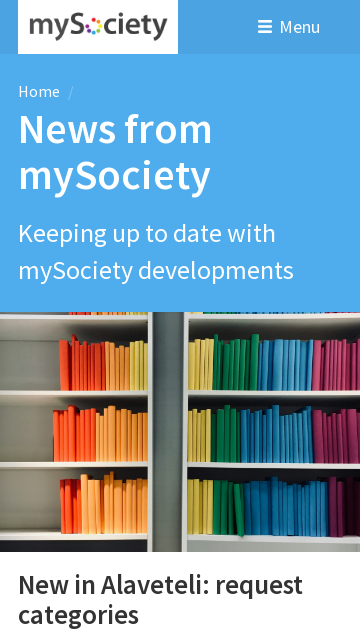 mySociety
Menu
Home /
News from
mySociety
Keeping up to date with
mySociety developments
New in Alaveteli: request
categories